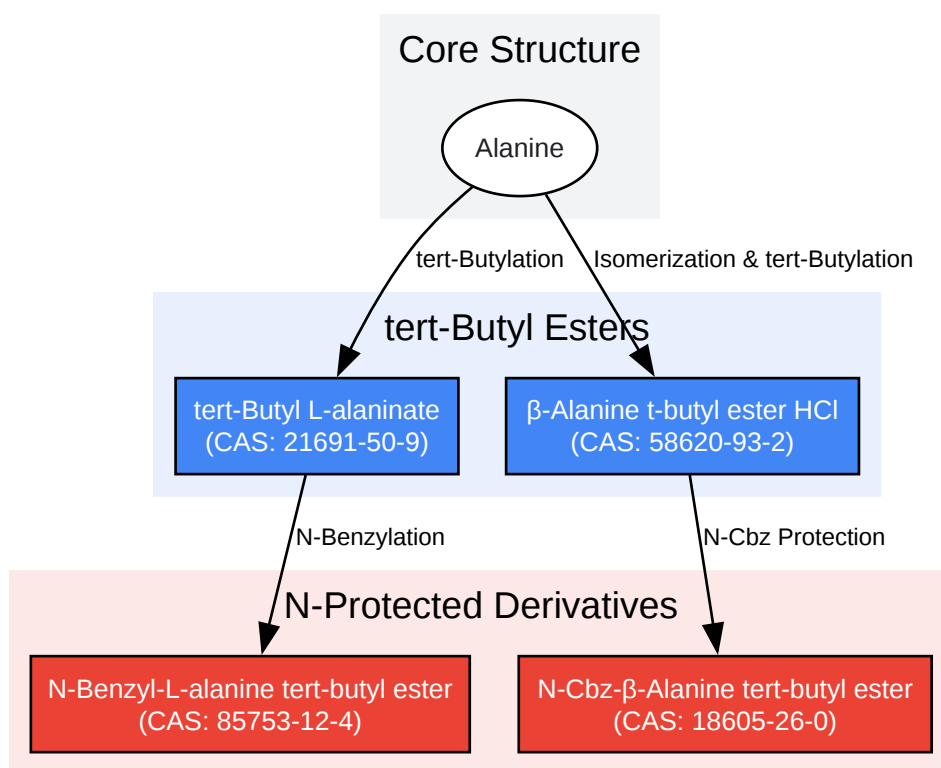 Core Structure
Alanine
tert-Butylation
Isomerization & tert-Butylation
tert-Butyl Esters
tert-Butyl L-alaninate
(CAS: 21691-50-9)
β-Alanine t-butyl ester HCl
(CAS: 58620-93-2)
N-Benzylation
N-Cbz Protection
N-Protected Derivatives
N-Benzyl-L-alanine tert-butyl ester
(CAS: 85753-12-4)
N-Cbz-β-Alanine tert-butyl ester
(CAS: 18605-26-0)